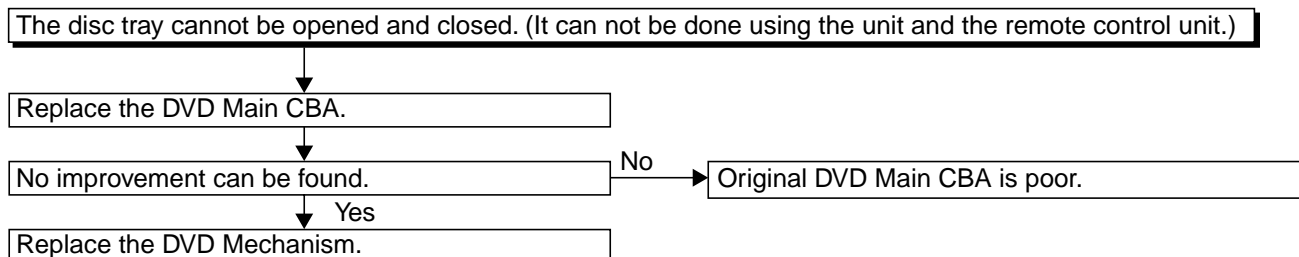 The disc tray cannot be opened and closed. (It can not be done using the unit and the remote control unit.)
Replace the DVD Main CBA.
No improvement can be found.
No
Original DVD Main CBA is poor.
Yes
Replace the DVD Mechanism.